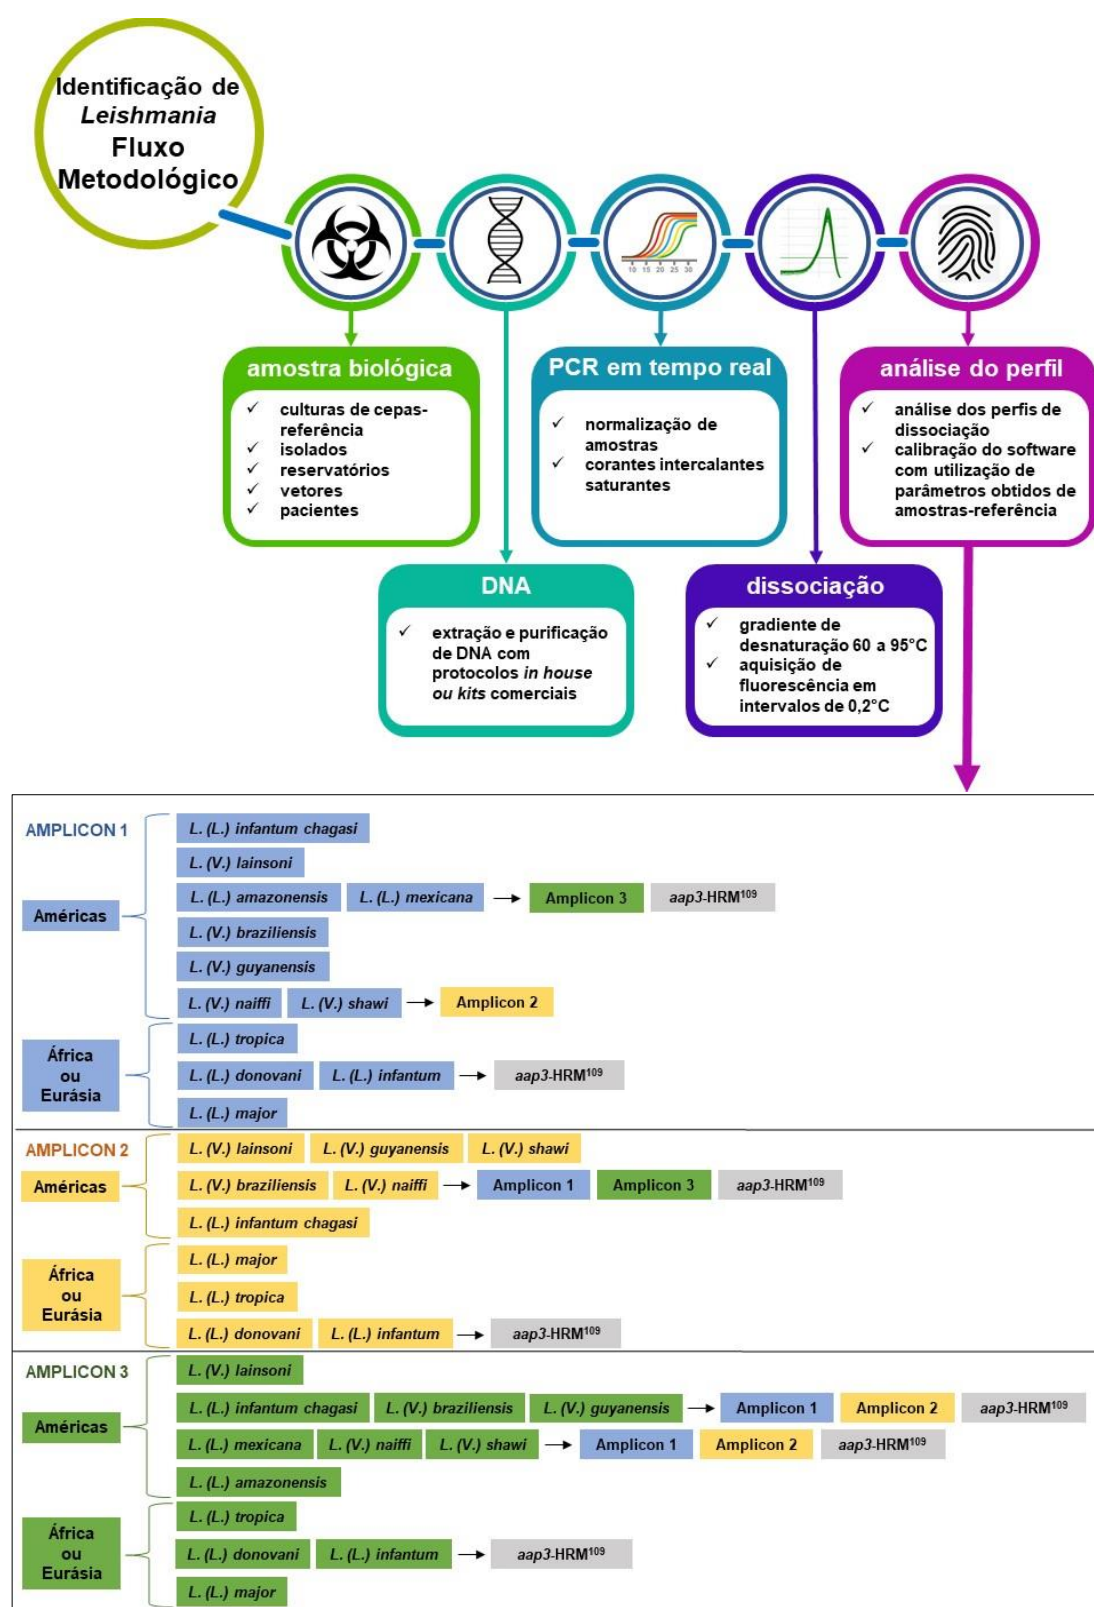 Identificação de
Leishmania
Fluxo
Metodológico
10 15 20 25 30
amostra biológica
✓ culturas de cepas-
referência
✓ isolados
✓ reservatórios
✓ vetores
✓ pacientes
DNA
✓ extração e purificação
de DNA com
protocolos in house
ou kits comerciais
PCR em tempo real
✓ normalização de
amostras
✓ corantes intercalantes
saturantes
dissociação
✓ gradiente de
desnaturação 60 a 95°C
✓ aquisição de
fluorescência em
intervalos de 0,2°C
análise do perfil
✓ análise dos perfis de
dissociação
✓ calibração do software
com utilização de
parâmetros obtidos de
amostras-referência
AMPLICON 1
Américas
L. (L.) infantum chagasi
L. (V.) lainsoni
L. (L.) amazonensis L. (L.) mexicana → Amplicon 3 aap3-HRM¹⁰⁹
L. (V.) braziliensis
L. (V.) guyanensis
L. (V.) naiffi L. (V.) shawi → Amplicon 2
África
ou
Eurásia
L. (L.) tropica
L. (L.) donovani L. (L.) infantum → aap3-HRM¹⁰⁹
L. (L.) major
AMPLICON 2
Américas
L. (V.) lainsoni L. (V.) guyanensis L. (V.) shawi
L. (V.) braziliensis L. (V.) naiffi → Amplicon 1 Amplicon 3 aap3-HRM¹⁰⁹
L. (L.) infantum chagasi
África
ou
Eurásia
L. (L.) major
L. (L.) tropica
L. (L.) donovani L. (L.) infantum → aap3-HRM¹⁰⁹
AMPLICON 3
Américas
L. (V.) lainsoni
L. (L.) infantum chagasi L. (V.) braziliensis L. (V.) guyanensis → Amplicon 1 Amplicon 2 aap3-HRM¹⁰⁹
L. (L.) mexicana L. (V.) naiffi L. (V.) shawi → Amplicon 1 Amplicon 2 aap3-HRM¹⁰⁹
L. (L.) amazonensis
África
ou
Eurásia
L. (L.) tropica
L. (L.) donovani L. (L.) infantum → aap3-HRM¹⁰⁹
L. (L.) major